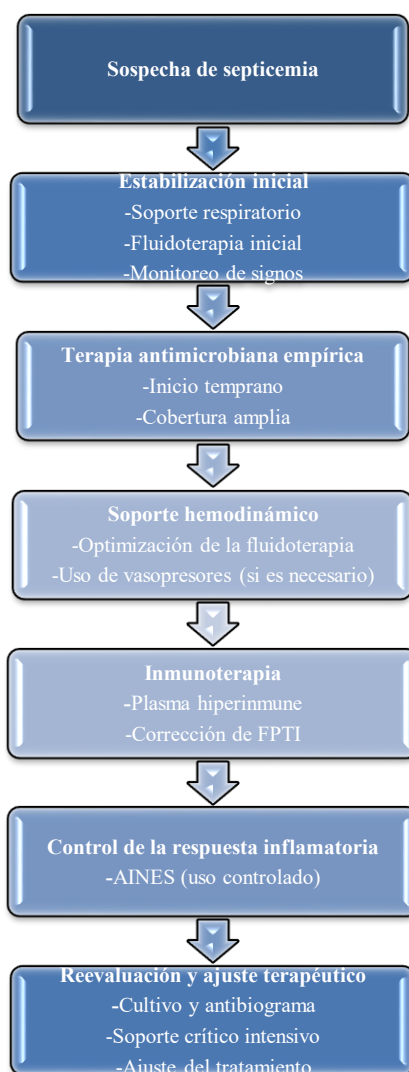 Sospecha de septicemia
Estabilización inicial
-Soporte respiratorio
-Fluidoterapia inicial
-Monitoreo de signos
Terapia antimicrobiana empírica
-Inicio temprano
-Cobertura amplia
Soporte hemodinámico
-Optimización de la fluidoterapia
-Uso de vasopresores (si es necesario)
Inmunoterapia
-Plasma hiperinmune
-Corrección de FPTI
Control de la respuesta inflamatoria
-AINES (uso controlado)
Reevaluación y ajuste terapéutico
-Cultivo y antibiograma
-Soporte crítico intensivo
-Ajuste del tratamiento